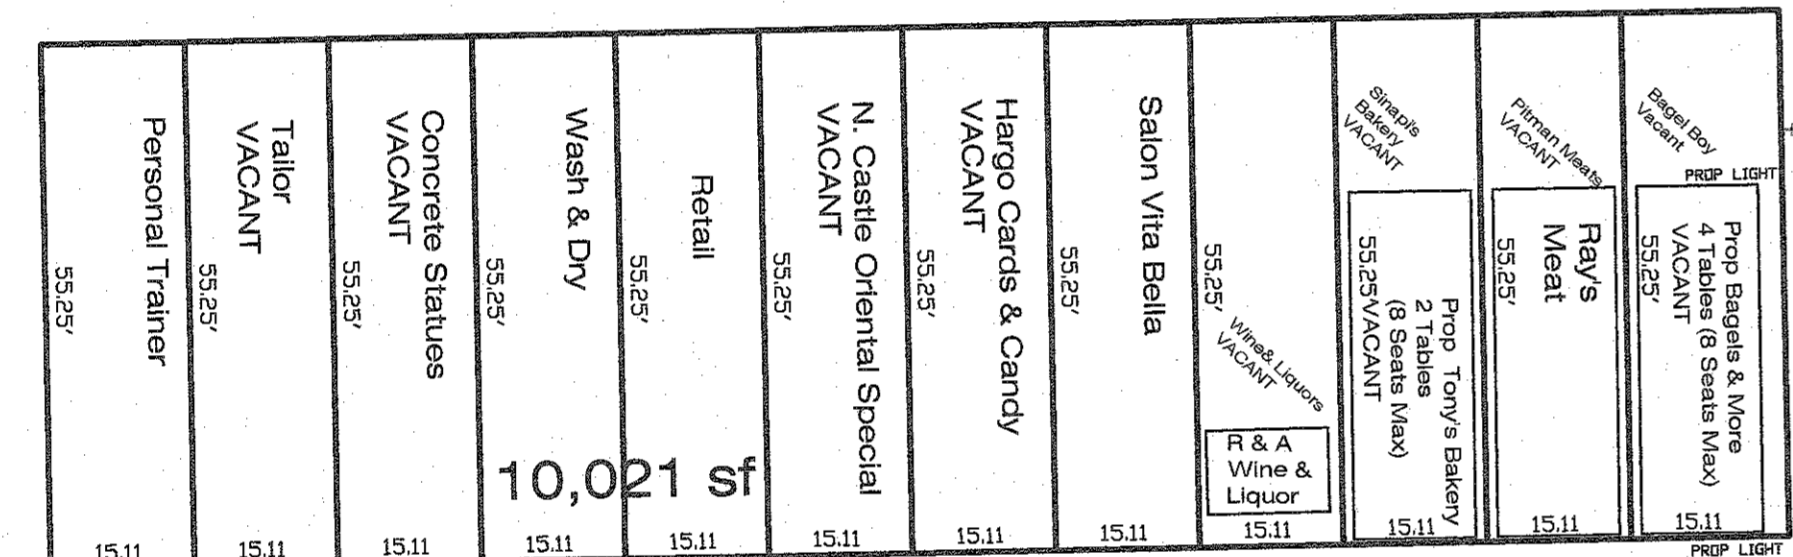 Personal Trainer
55.25'
15.11
Tailor
VACANT
55.25'
15.11
Concrete Statues
VACANT
55.25'
15.11
Wash & Dry
55.25'
15.11
Retail
55.25'
15.11
10,021 sf
N. Castle Oriental Special
VACANT
55.25'
15.11
Hargo Cards & Candy
VACANT
55.25'
15.11
Salon Vita Bella
55.25'
15.11
55.25'
Wine& Liquors
VACANT
R & A
Wine &
Liquor
15.11
Sinapi's
Bakery
VACANT
Prop Tony's Bakery
2 Tables
(8 Seats Max)
55.25'VACANT
15.11
Pitman Meats
VACANT
Ray's
Meat
55.25'
15.11
Bagel Boy
Vacant
PROP LIGHT
Prop Bagels & More
4 Tables (8 Seats Max)
VACANT
55.25'
15.11
PROP LIGHT